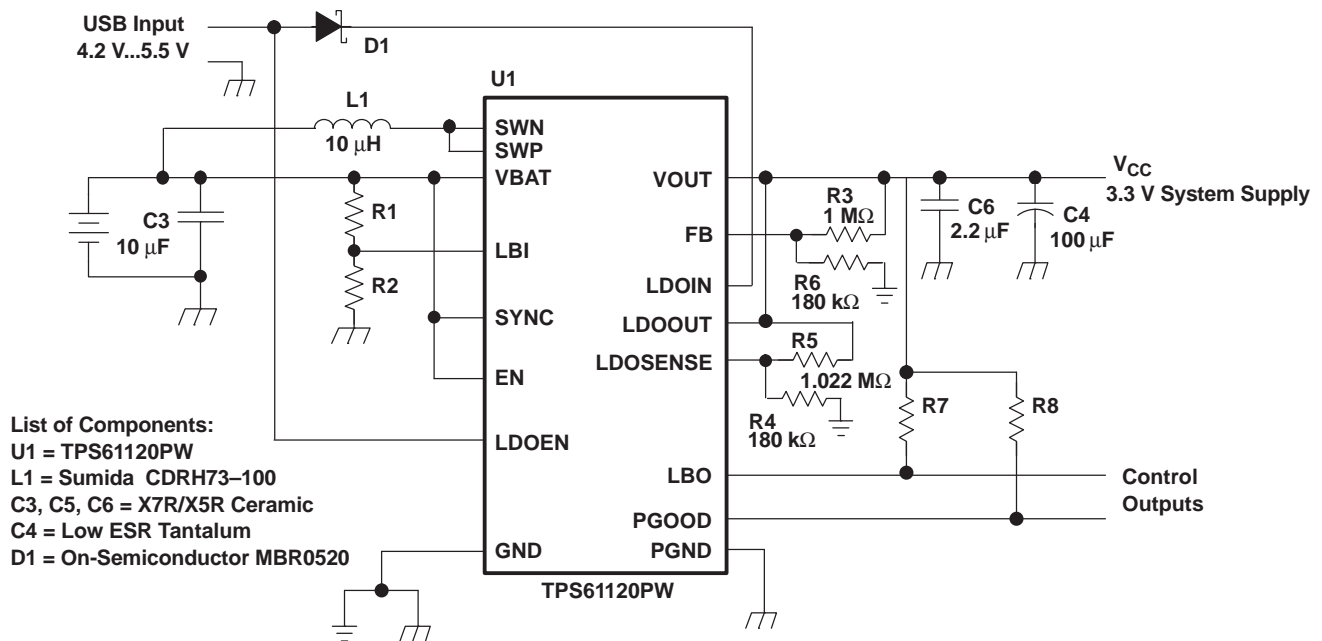 USB Input
4.2 V...5.5 V
D1
U1
L1
10 μH
SWN
SWP
VBAT
VOUT
VCC
3.3 V System Supply
C3
10 μF
R1
LBI
R2
R3
1 MΩ
FB
C6
2.2 μF
C4
100 μF
R6
180 kΩ
LDOIN
SYNC
LDOOUT
R5
LDOSENSE
1.022 MΩ
EN
R4
180 kΩ
R7
R8
LDOEN
LBO
Control
Outputs
PGOOD
GND
PGND
TPS61120PW
List of Components:
U1 = TPS61120PW
L1 = Sumida CDRH73–100
C3, C5, C6 = X7R/X5R Ceramic
C4 = Low ESR Tantalum
D1 = On-Semiconductor MBR0520